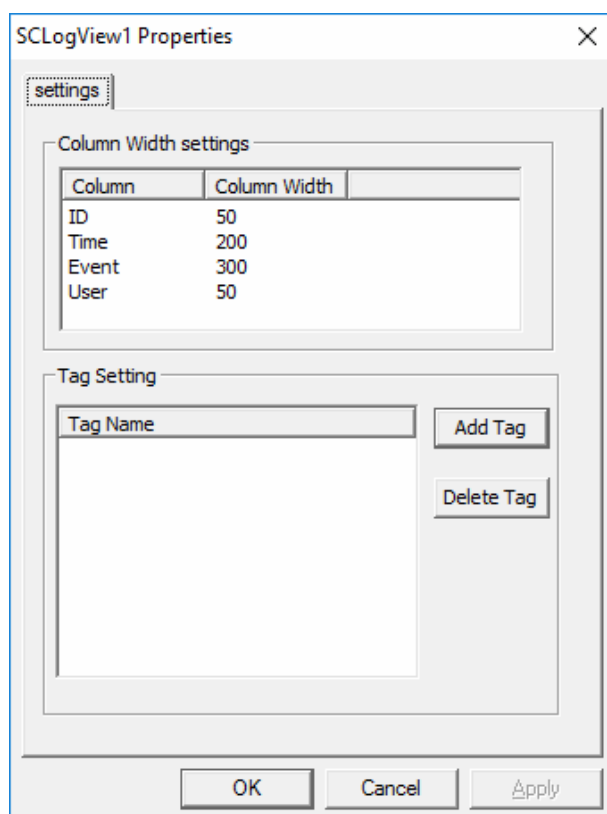 SCLogView1 Properties
settings
Column Width settings
Column Column Width
ID 50
Time 200
Event 300
User 50
Tag Setting
Tag Name
Add Tag
Delete Tag
OK Cancel Apply